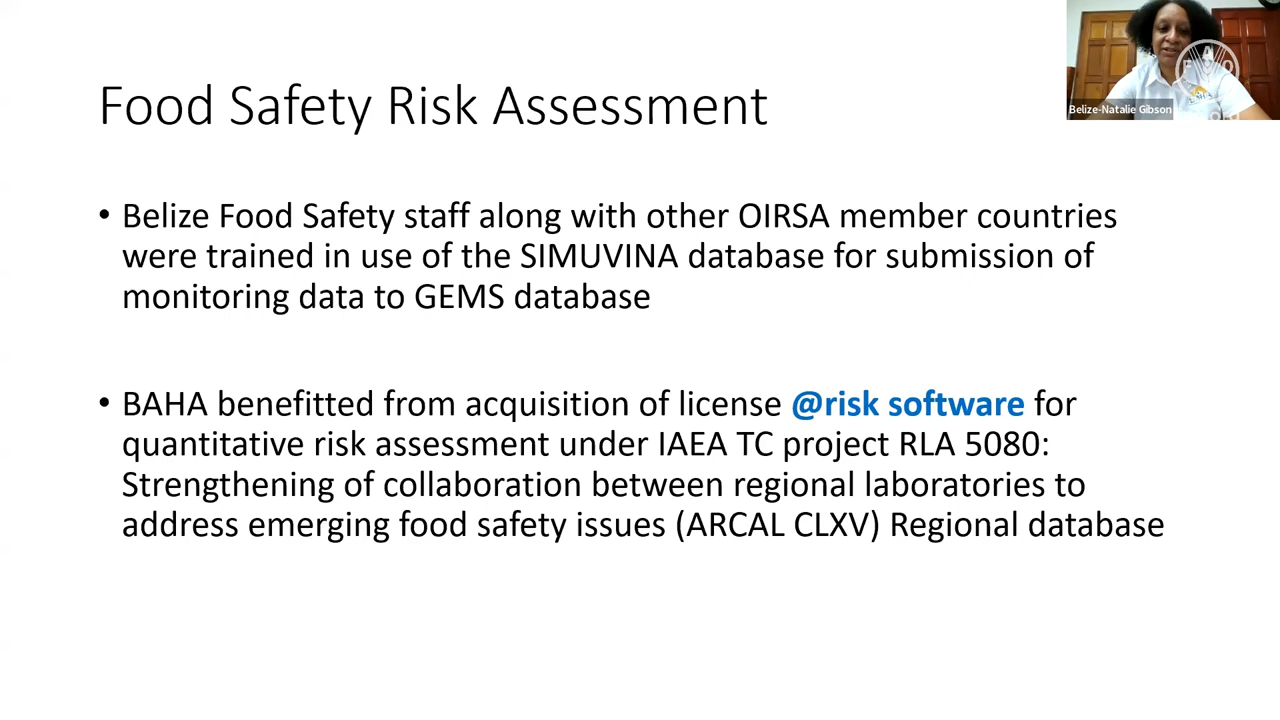 Food Safety Risk Assessment
Belize-Natalie Gibson
• Belize Food Safety staff along with other OIRSA member countries
were trained in use of the SIMUVINA database for submission of
monitoring data to GEMS database
• BAHA benefitted from acquisition of license @risk software for
quantitative risk assessment under IAEA TC project RLA 5080:
Strengthening of collaboration between regional laboratories to
address emerging food safety issues (ARCAL CLXV) Regional database